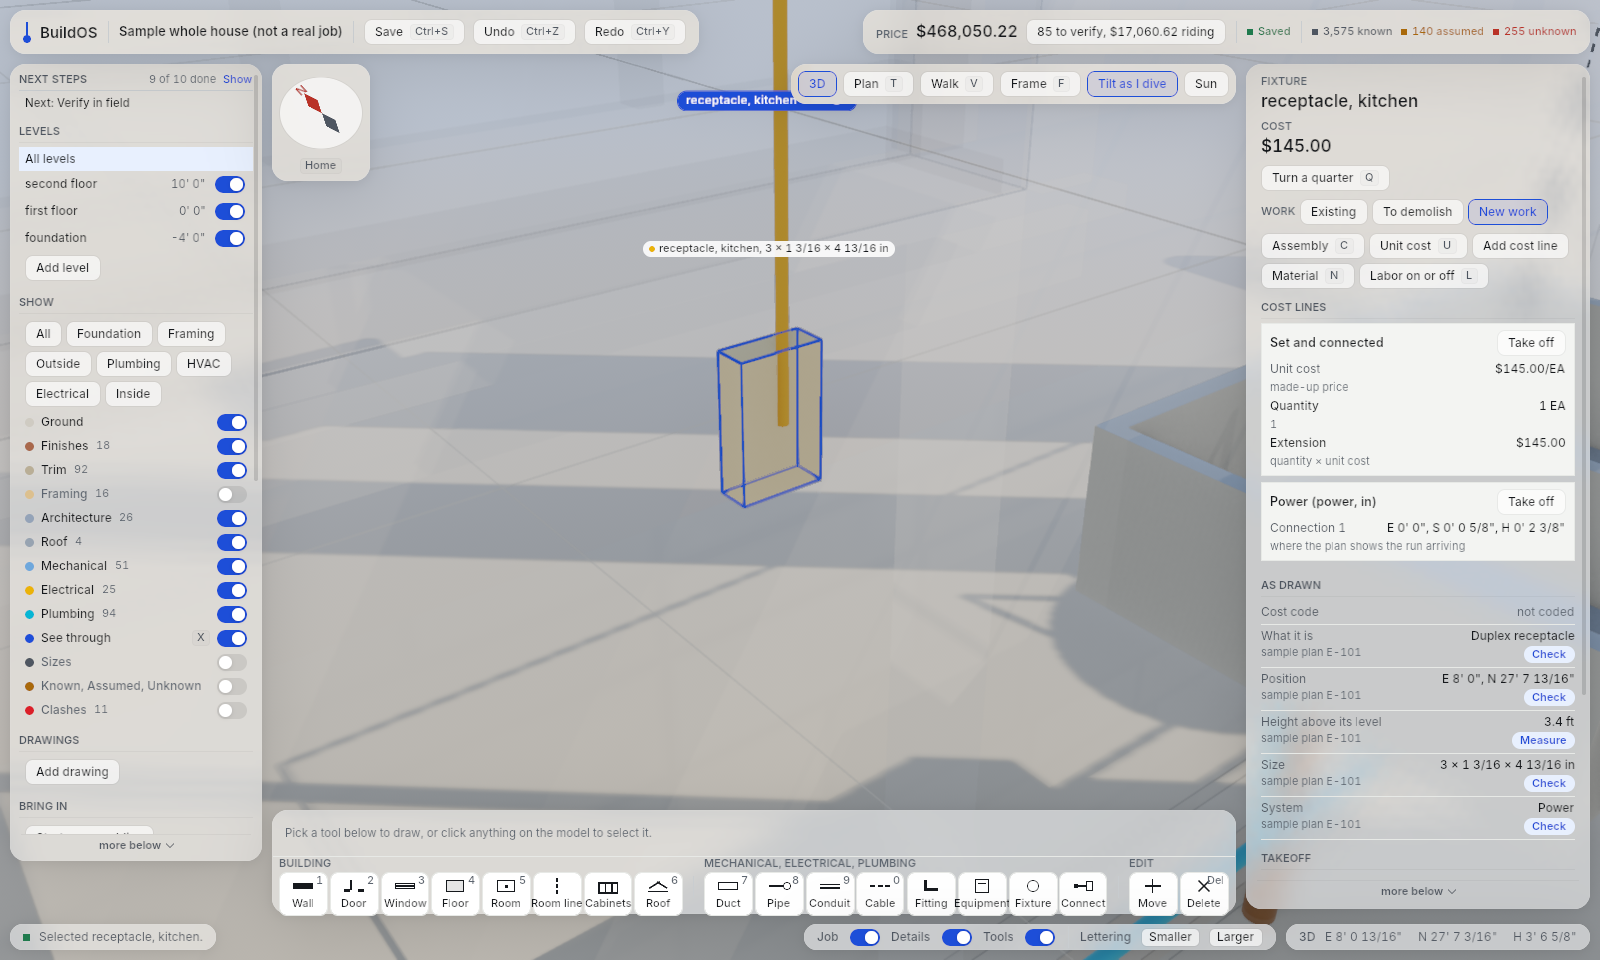 BuildOS
Sample whole house (not a real job)
Save Ctrl+S
Undo Ctrl+Z
Redo Ctrl+Y
PRICE $468,050.22
85 to verify, $17,060.62 riding
Saved
3,575 known
140 assumed
255 unknown
NEXT STEPS 9 of 10 done Show
Next: Verify in field
LEVELS
All levels
second floor 10' 0"
first floor 0' 0"
foundation -4' 0"
Add level
SHOW
All Foundation Framing
Outside Plumbing HVAC
Electrical Inside
Ground
Finishes 18
Trim 92
Framing 16
Architecture 26
Roof 4
Mechanical 51
Electrical 25
Plumbing 94
See through X
Sizes
Known, Assumed, Unknown
Clashes 11
DRAWINGS
Add drawing
BRING IN
more below
N
Home
3D
Plan T
Walk V
Frame F
Tilt as I dive
Sun
receptacle, kitchen
receptacle, kitchen, 3 × 1 3/16 × 4 13/16 in
FIXTURE
receptacle, kitchen
COST
$145.00
Turn a quarter Q
WORK Existing To demolish New work
Assembly C Unit cost U Add cost line
Material N Labor on or off L
COST LINES
Set and connected Take off
Unit cost $145.00/EA
made-up price
Quantity 1 EA
1
Extension $145.00
quantity × unit cost
Power (power, in) Take off
Connection 1 E 0' 0", S 0' 0 5/8", H 0' 2 3/8"
where the plan shows the run arriving
AS DRAWN
Cost code not coded
What it is Duplex receptacle
sample plan E-101 Check
Position E 8' 0", N 27' 7 13/16"
sample plan E-101 Check
Height above its level 3.4 ft
sample plan E-101 Measure
Size 3 × 1 3/16 × 4 13/16 in
sample plan E-101 Check
System Power
sample plan E-101 Check
TAKEOFF
more below
Pick a tool below to draw, or click anything on the model to select it.
BUILDING
Wall 1
Door 2
Window 3
Floor 4
Room 5
Room line
Cabinets
Roof 6
MECHANICAL, ELECTRICAL, PLUMBING
Duct 7
Pipe 8
Conduit 9
Cable 0
Fitting
Equipment
Fixture
Connect
EDIT
Move
Delete Del
Selected receptacle, kitchen.
Job Details Tools Lettering Smaller Larger
3D E 8' 0 13/16" N 27' 7 3/16" H 3' 6 5/8"